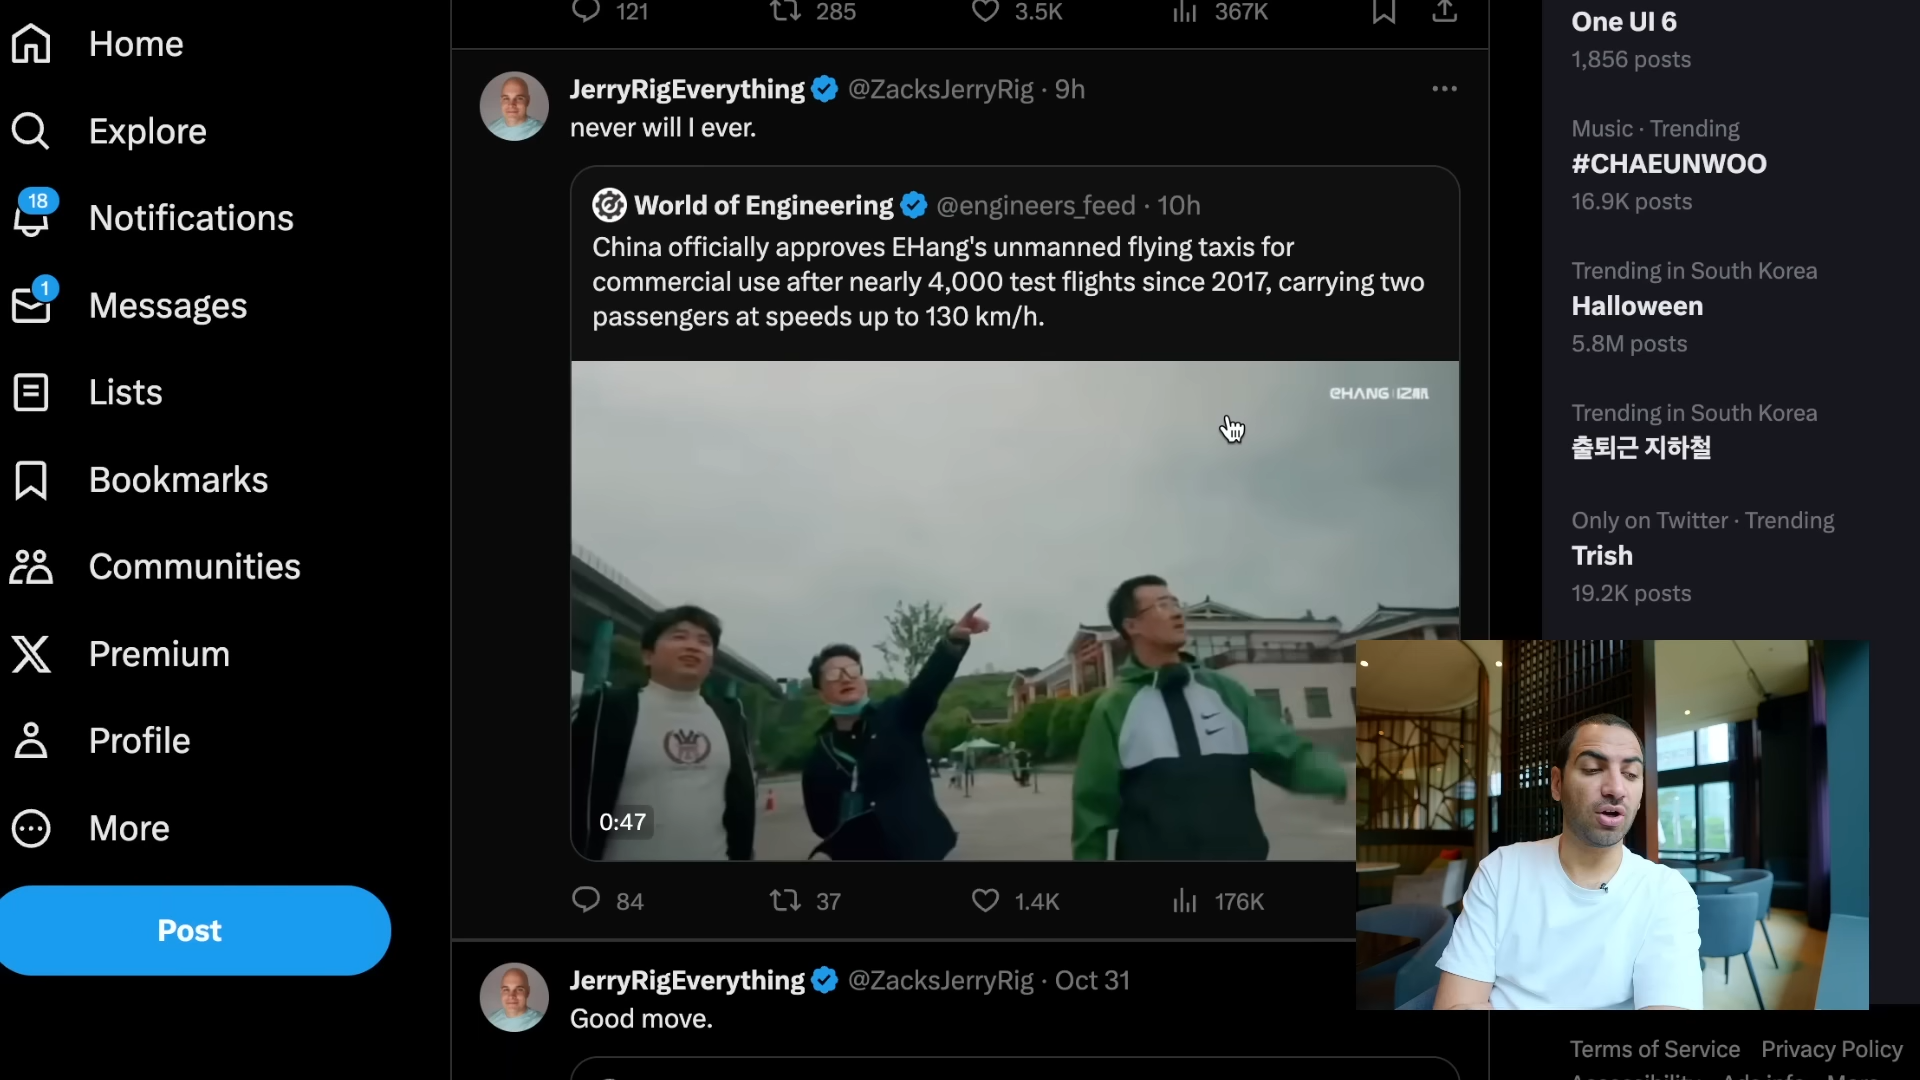 121
285
3.5K
367K
Home
Explore
18
Notifications
1
Messages
Lists
Bookmarks
Communities
Premium
Profile
More
Post
JerryRigEverything @ZacksJerryRig · 9h
never will I ever.
World of Engineering @engineers_feed · 10h
China officially approves EHang's unmanned flying taxis for
commercial use after nearly 4,000 test flights since 2017, carrying two
passengers at speeds up to 130 km/h.
EHANG 亿航
0:47
84
37
1.4K
176K
JerryRigEverything @ZacksJerryRig · Oct 31
Good move.
One UI 6
1,856 posts
Music · Trending
#CHAEUNWOO
16.9K posts
Trending in South Korea
Halloween
5.8M posts
Trending in South Korea
출퇴근 지하철
Only on Twitter · Trending
Trish
19.2K posts
Terms of Service Privacy Policy